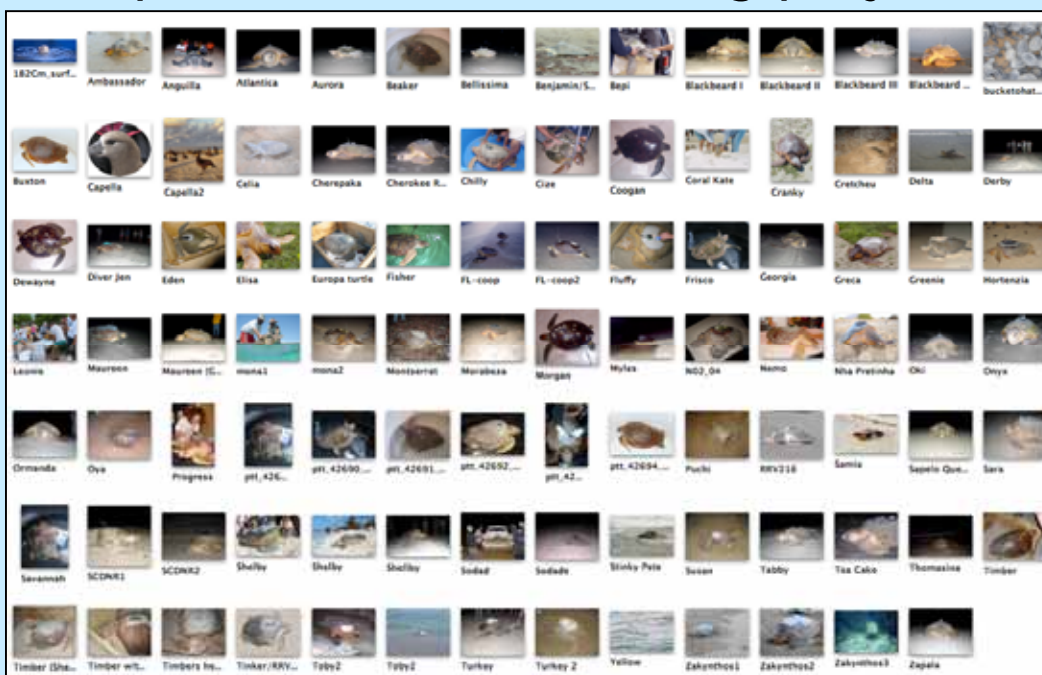 182Cm_surf... Ambassador Anguilla Atlantica Aurora Beaker Bellissima Benjamin/S... Bepi Blackbeard I Blackbeard II Blackbeard III Blackbeard ... bucketohat...
Buxton Capella Capella2 Celia Cherepaka Cherokee R... Chilly Cize Coogan Coral Kate Cranky Cretcheu Delta Derby
Dewayne Diver Jen Eden Elisa Europa turtle Fisher FL-coop FL-coop2 Fluffy Frisco Georgia Greca Greenie Hortenzia
Leonie Maureen Maureen (G... mona1 mona2 Montserrat Morabeza Morgan Myles N02_04 Nemo Nha Pretinha Oki Onyx
Ormanda Oya Progress ptt_426... ptt_42690_... ptt_42691_... ptt_42692_... ptt_42... ptt_42694_... Puchi RRV218 Samia Sapelo Que... Sara
Savannah SCDNR1 SCDNR2 Shelby Shelby Shellby Sodad Sodade Stinky Pete Susan Tabby Tea Cake Thomasine Timber
Timber (She... Timber wit... Timbers hs... Tinker/RRV... Toby2 Toby2 Turkey Turkey 2 Yellow Zakynthos1 Zakynthos2 Zakynthos3 Zapala